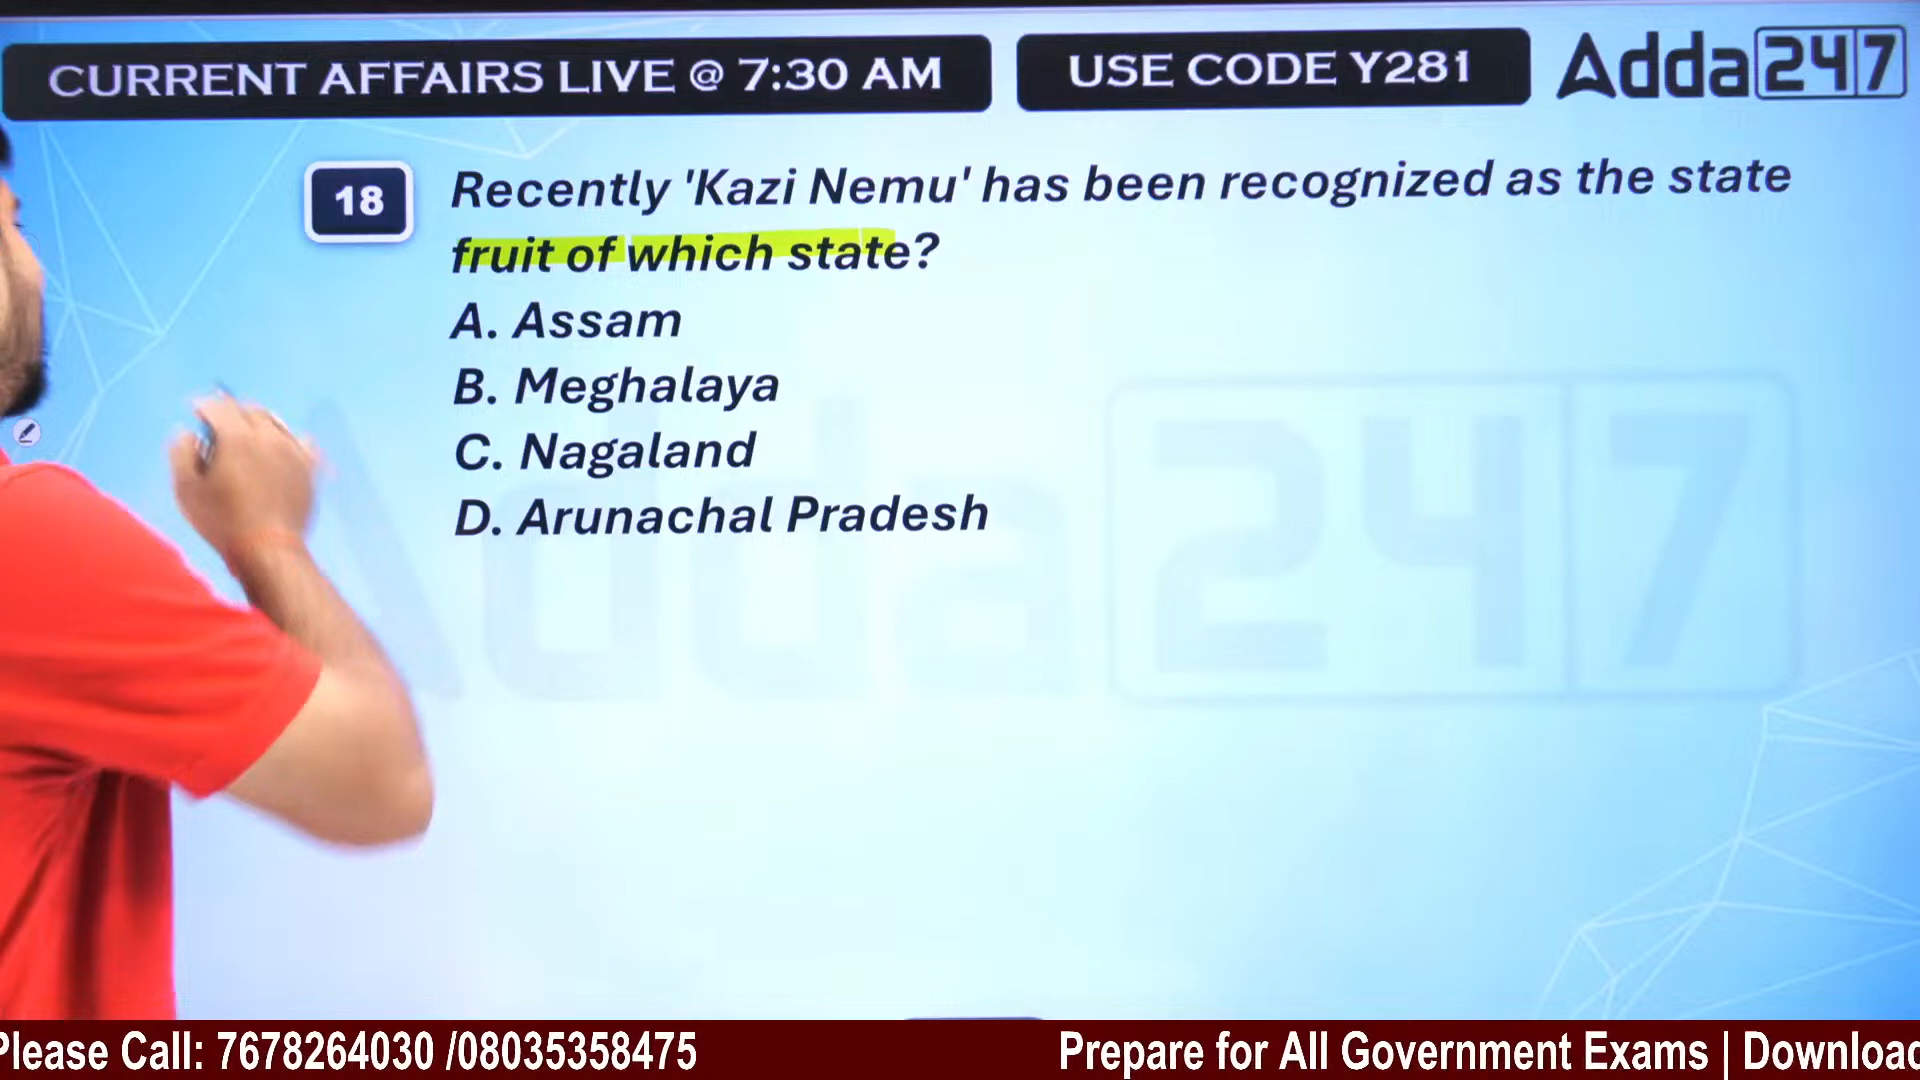 CURRENT AFFAIRS LIVE @ 7:30 AM
USE CODE Y281
Adda247
18
Recently 'Kazi Nemu' has been recognized as the state
fruit of which state?
A. Assam
B. Meghalaya
C. Nagaland
D. Arunachal Pradesh
Adda247
Please Call: 7678264030 /08035358475
Prepare for All Government Exams | Download